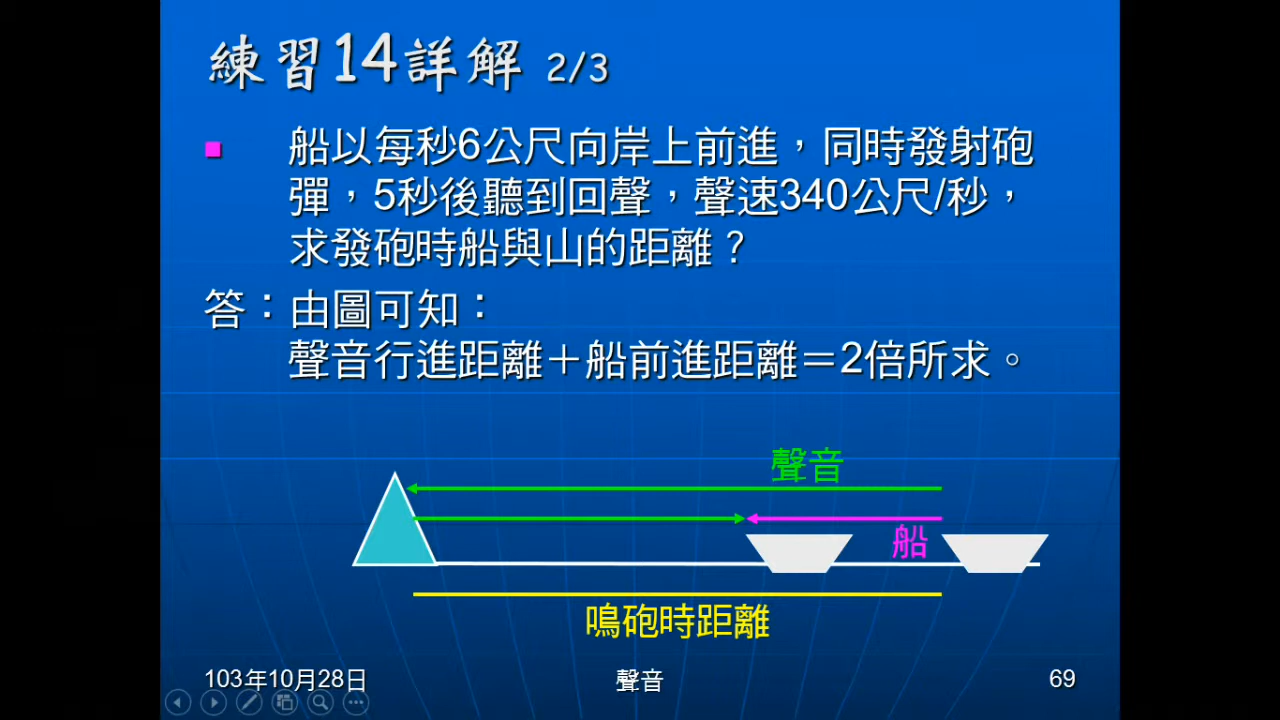 練習14詳解 2/3
船以每秒6公尺向岸上前進，同時發射砲
彈，5秒後聽到回聲，聲速340公尺/秒，
求發砲時船與山的距離？
答：由圖可知：
聲音行進距離＋船前進距離＝2倍所求。
聲音
船
鳴砲時距離
103年10月28日
聲音
69